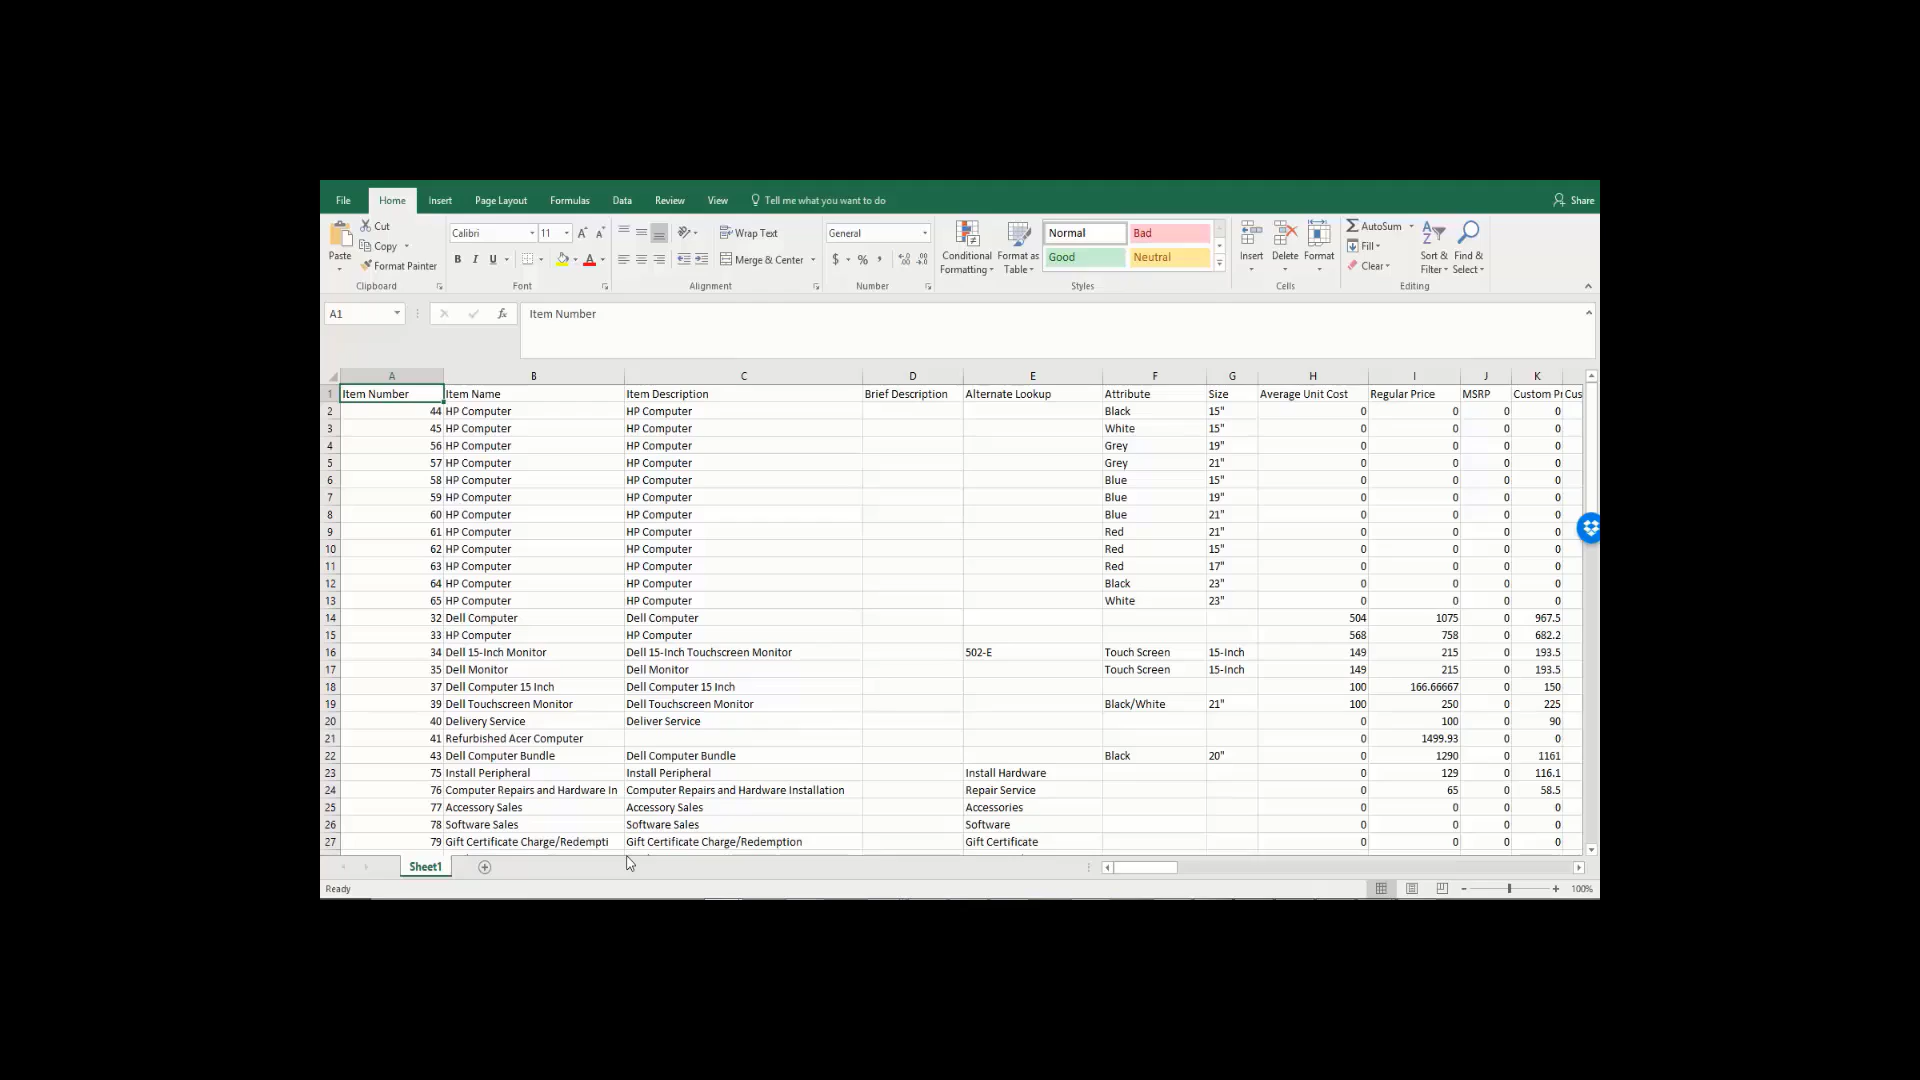 File Home Insert Page Layout Formulas Data Review View Tell me what you want to do Share
Paste Cut Calibri 11 Wrap Text General Conditional Formatting Format as Table Normal Bad Insert Delete Format AutoSum Sort & Filter Find & Select
Copy Good Neutral Fill
Format Painter B I U Merge & Center $ % , Clear
Clipboard Font Alignment Number Styles Cells Editing
A1 fx Item Number
A B C D E F G H I J K
1 Item Number Item Name Item Description Brief Description Alternate Lookup Attribute Size Average Unit Cost Regular Price MSRP Custom Pr Cus
2 44 HP Computer HP Computer Black 15" 0 0 0 0
3 45 HP Computer HP Computer White 15" 0 0 0 0
4 56 HP Computer HP Computer Grey 19" 0 0 0 0
5 57 HP Computer HP Computer Grey 21" 0 0 0 0
6 58 HP Computer HP Computer Blue 15" 0 0 0 0
7 59 HP Computer HP Computer Blue 19" 0 0 0 0
8 60 HP Computer HP Computer Blue 21" 0 0 0 0
9 61 HP Computer HP Computer Red 21" 0 0 0 0
10 62 HP Computer HP Computer Red 15" 0 0 0 0
11 63 HP Computer HP Computer Red 17" 0 0 0 0
12 64 HP Computer HP Computer Black 23" 0 0 0 0
13 65 HP Computer HP Computer White 23" 0 0 0 0
14 32 Dell Computer Dell Computer 504 1075 0 967.5
15 33 HP Computer HP Computer 568 758 0 682.2
16 34 Dell 15-Inch Monitor Dell 15-Inch Touchscreen Monitor 502-E Touch Screen 15-Inch 149 215 0 193.5
17 35 Dell Monitor Dell Monitor Touch Screen 15-Inch 149 215 0 193.5
18 37 Dell Computer 15 Inch Dell Computer 15 Inch 100 166.66667 0 150
19 39 Dell Touchscreen Monitor Dell Touchscreen Monitor Black/White 21" 100 250 0 225
20 40 Delivery Service Deliver Service 0 100 0 90
21 41 Refurbished Acer Computer 0 1499.93 0 0
22 43 Dell Computer Bundle Dell Computer Bundle Black 20" 0 1290 0 1161
23 75 Install Peripheral Install Peripheral Install Hardware 0 129 0 116.1
24 76 Computer Repairs and Hardware In Computer Repairs and Hardware Installation Repair Service 0 65 0 58.5
25 77 Accessory Sales Accessory Sales Accessories 0 0 0 0
26 78 Software Sales Software Sales Software 0 0 0 0
27 79 Gift Certificate Charge/Redempti Gift Certificate Charge/Redemption Gift Certificate 0 0 0 0
Sheet1
Ready 100%